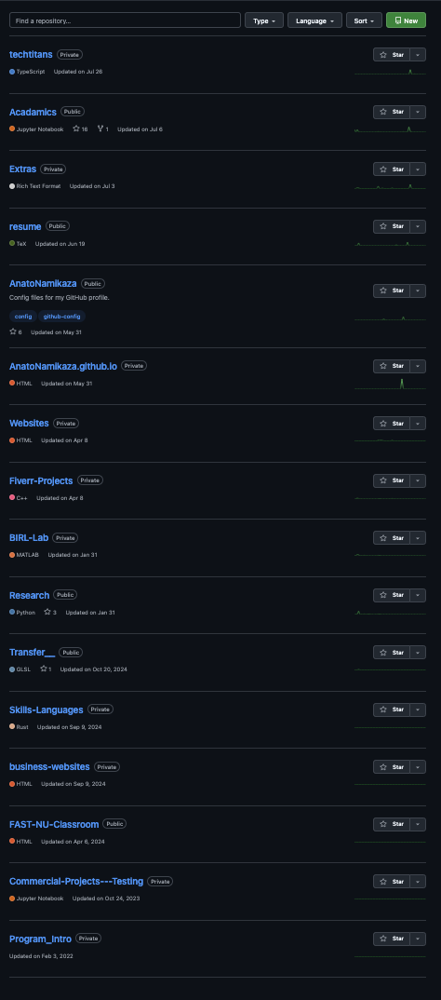 Find a repository... Type Language Sort New
techtitans Private Star
TypeScript Updated on Jul 26
Acadamics Public Star
Jupyter Notebook 16 1 Updated on Jul 6
Extras Private Star
Rich Text Format Updated on Jul 3
resume Public Star
TeX Updated on Jun 19
AnatoNamikaza Public Star
Config files for my GitHub profile.
config github-config
6 Updated on May 31
AnatoNamikaza.github.io Private Star
HTML Updated on May 31
Websites Private Star
HTML Updated on Apr 8
Fiverr-Projects Private Star
C++ Updated on Apr 8
BIRL-Lab Private Star
MATLAB Updated on Jan 31
Research Public Star
Python 3 Updated on Jan 31
Transfer__ Public Star
GLSL 1 Updated on Oct 20, 2024
Skills-Languages Private Star
Rust Updated on Sep 9, 2024
business-websites Private Star
HTML Updated on Sep 9, 2024
FAST-NU-Classroom Public Star
HTML Updated on Apr 6, 2024
Commercial-Projects---Testing Private Star
Jupyter Notebook Updated on Oct 24, 2023
Program_Intro Private Star
Updated on Feb 3, 2022